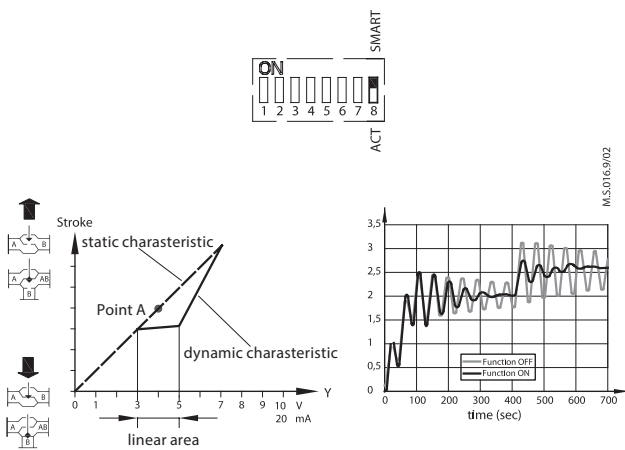 SMART
ON
1 2 3 4 5 6 7 8
ACT
M.S.016.9/02
A B
A AB
B
Stroke
static charasteristic
Point A
dynamic charasteristic
A B
A AB
B
0 1 3 5 7 8 9 10 V Y
20 mA
linear area
3,5
3
2,5
2
1,5
1
0,5
0
Function OFF
Function ON
0 100 200 300 400 500 600 700
time (sec)